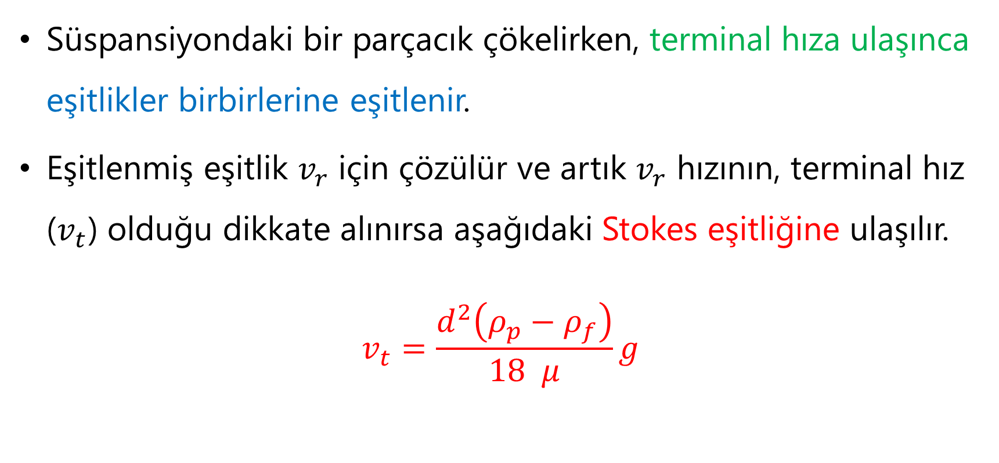 • Süspansiyondaki bir parçacık çökelirken, terminal hıza ulaşınca
eşitlikler birbirlerine eşitlenir.
• Eşitlenmiş eşitlik $v_r$ için çözülür ve artık $v_r$ hızının, terminal hız
($v_t$) olduğu dikkate alınırsa aşağıdaki Stokes eşitliğine ulaşılır.
$v_t = \frac{d^2(\rho_p - \rho_f)}{18 \ \mu} g$